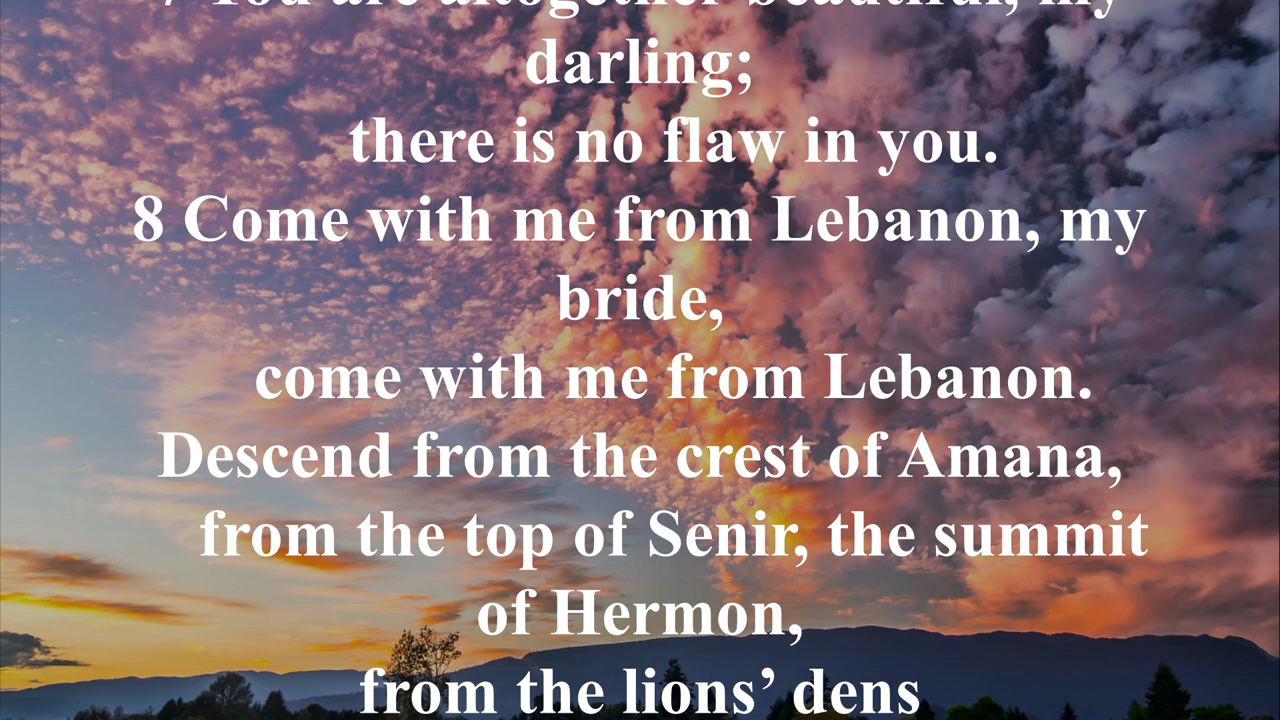 7 You are altogether beautiful, my
darling;
there is no flaw in you.
8 Come with me from Lebanon, my
bride,
come with me from Lebanon.
Descend from the crest of Amana,
from the top of Senir, the summit
of Hermon,
from the lions’ dens